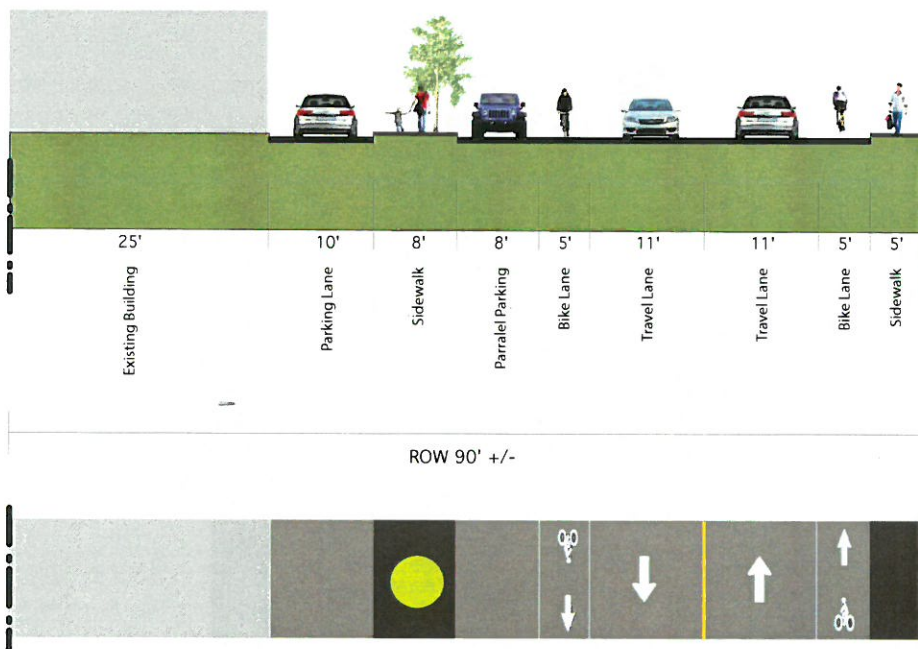 25'
10'
8'
8'
5'
11'
11'
5'
5'
Existing Building
Parking Lane
Sidewalk
Parralel Parking
Bike Lane
Travel Lane
Travel Lane
Bike Lane
Sidewalk
ROW 90' +/-